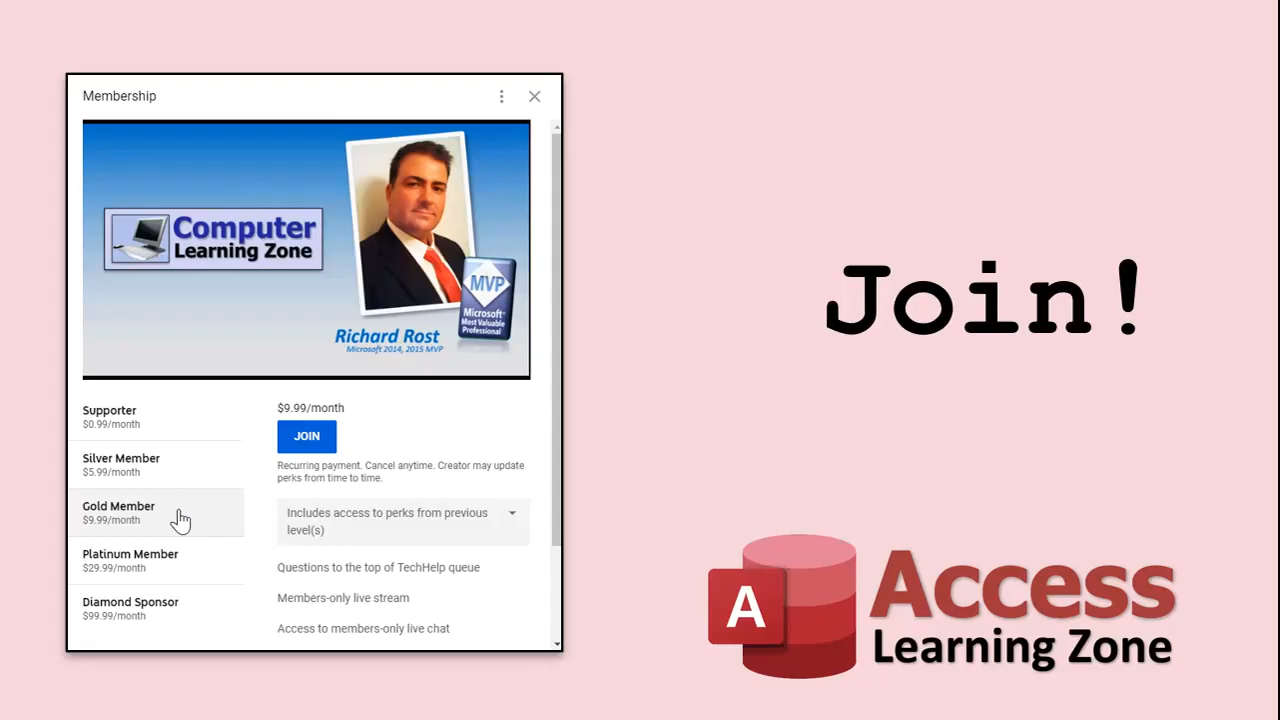 Membership
Computer
Learning Zone
MVP
Microsoft®
Most Valuable
Professional
Richard Rost
Microsoft 2014, 2015 MVP
Supporter
$0.99/month
Silver Member
$5.99/month
Gold Member
$9.99/month
Platinum Member
$29.99/month
Diamond Sponsor
$99.99/month
$9.99/month
JOIN
Recurring payment. Cancel anytime. Creator may update
perks from time to time.
Includes access to perks from previous
level(s)
Questions to the top of TechHelp queue
Members-only live stream
Access to members-only live chat
Join!
A
Access
Learning Zone